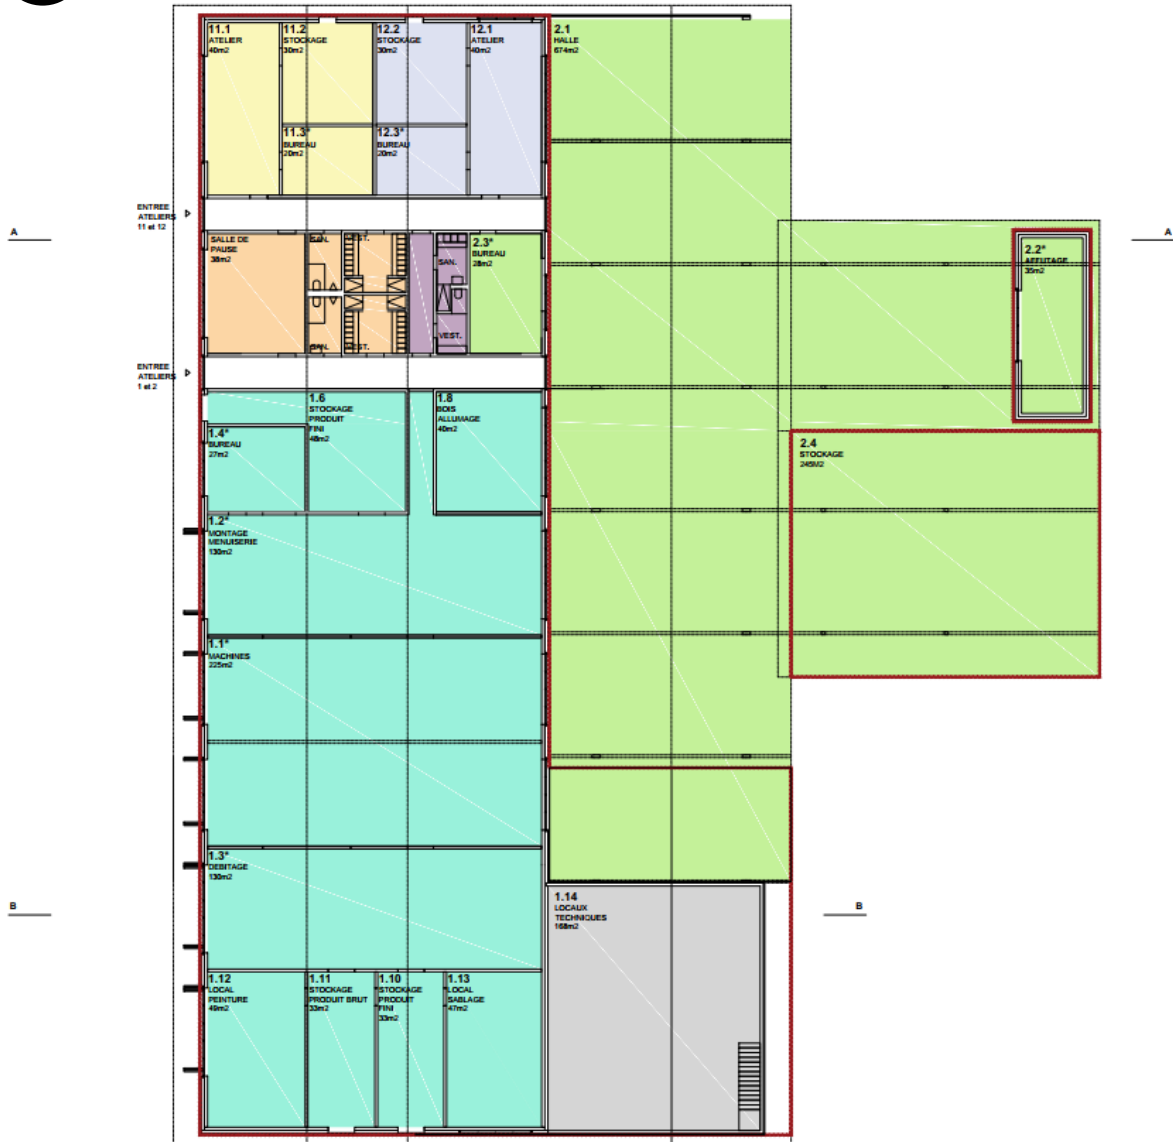 11.1
ATELIER
40m2
11.2
STOCKAGE
30m2
12.2
STOCKAGE
30m2
12.1
ATELIER
40m2
2.1
HALLE
674m2
11.3*
BUREAU
20m2
12.3*
BUREAU
20m2
ENTREE
ATELIERS
11 et 12
A
A
SALLE DE
PAUSE
38m2
SAN.
VEST.
SAN.
2.3*
BUREAU
28m2
2.2*
AFFUTAGE
35m2
SAN.
VEST.
VEST.
ENTREE
ATELIERS
1 et 2
1.6
STOCKAGE
PRODUIT
FINI
48m2
1.8
BOIS
ALLUMAGE
40m2
1.4*
BUREAU
27m2
2.4
STOCKAGE
245M2
1.2*
MONTAGE
MENUISERIE
130m2
1.1*
MACHINES
225m2
1.3*
DEBITAGE
130m2
B
B
1.14
LOCAUX
TECHNIQUES
168m2
1.12
LOCAL
PEINTURE
49m2
1.11
STOCKAGE
PRODUIT BRUT
33m2
1.10
STOCKAGE
PRODUIT
FINI
33m2
1.13
LOCAL
SABLAGE
47m2